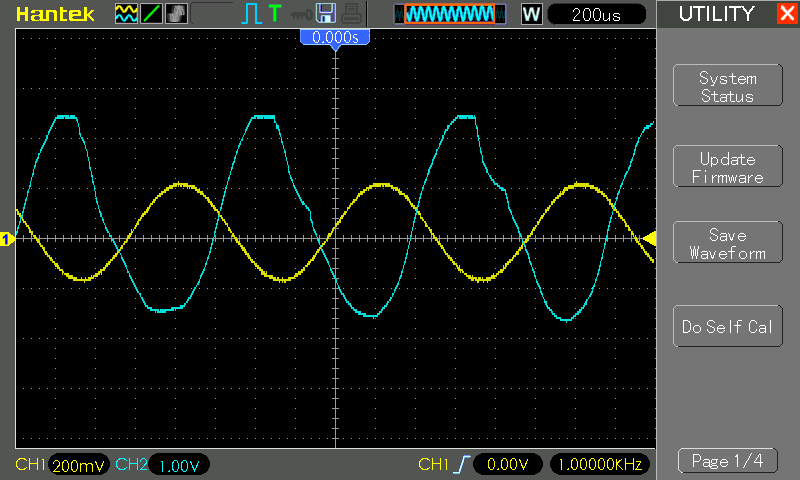 Hantek
T
W
200us
UTILITY
0.000s
System
Status
Update
Firmware
Save
Waveform
Do Self Cal
Page 1/4
1
CH1 200mV CH2 1.00V
CH1 0.00V 1.00000KHz